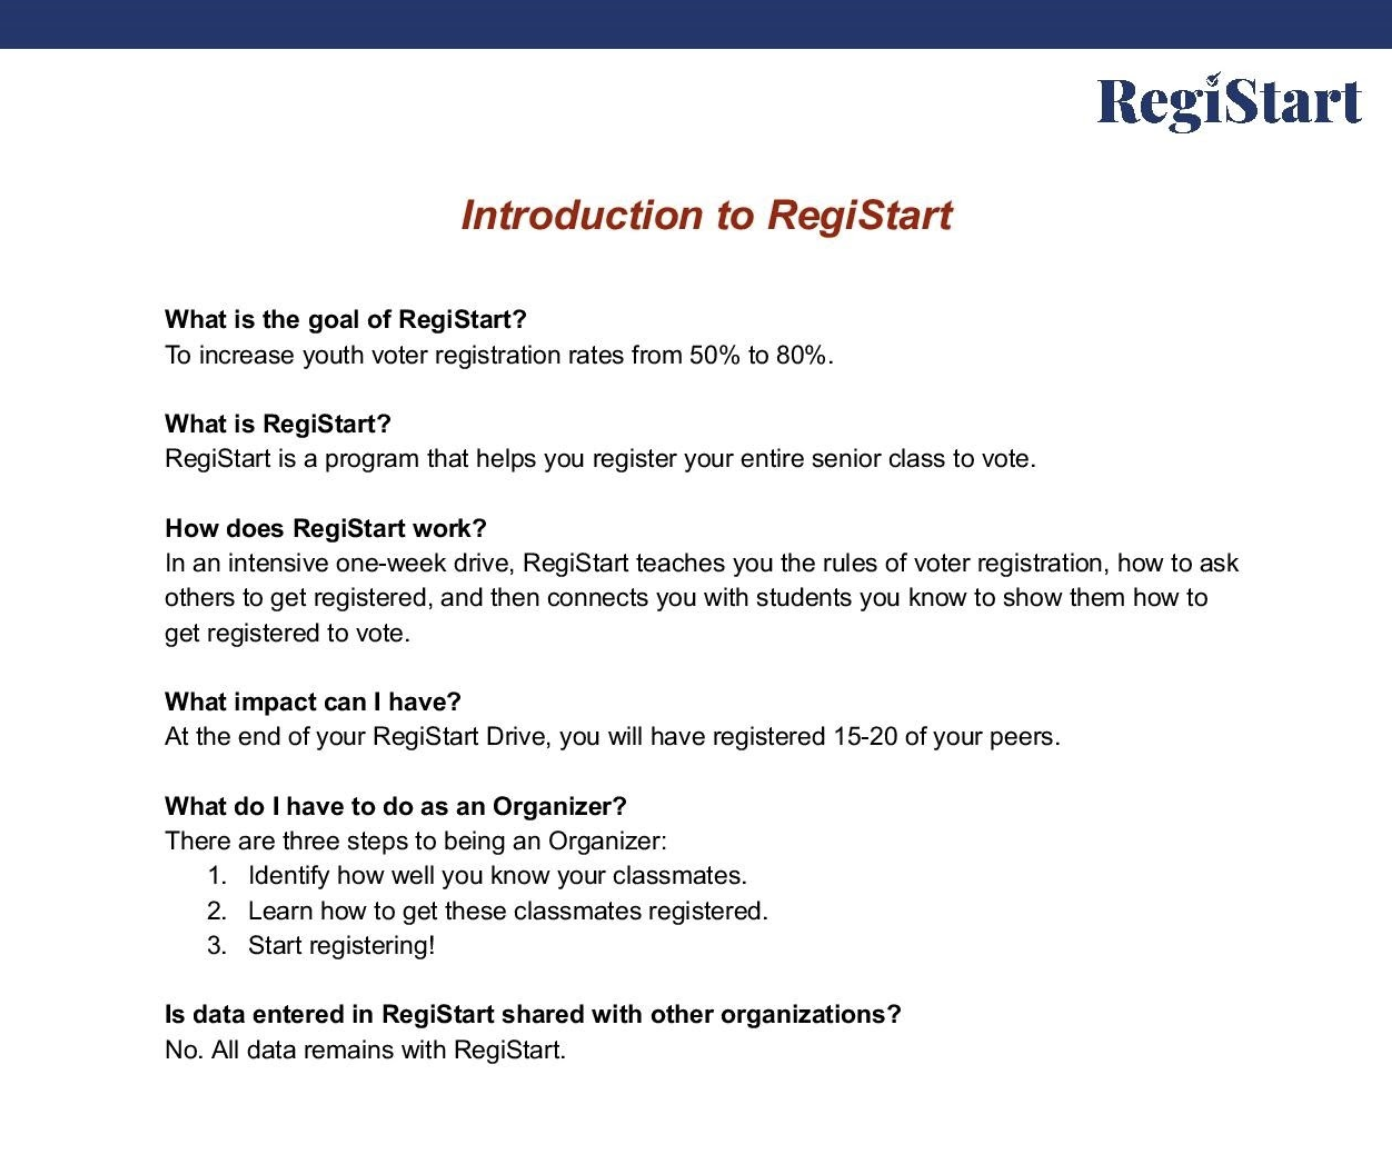 RegiStart
Introduction to RegiStart
What is the goal of RegiStart?
To increase youth voter registration rates from 50% to 80%.
What is RegiStart?
RegiStart is a program that helps you register your entire senior class to vote.
How does RegiStart work?
In an intensive one-week drive, RegiStart teaches you the rules of voter registration, how to ask
others to get registered, and then connects you with students you know to show them how to
get registered to vote.
What impact can I have?
At the end of your RegiStart Drive, you will have registered 15-20 of your peers.
What do I have to do as an Organizer?
There are three steps to being an Organizer:
1. Identify how well you know your classmates.
2. Learn how to get these classmates registered.
3. Start registering!
Is data entered in RegiStart shared with other organizations?
No. All data remains with RegiStart.